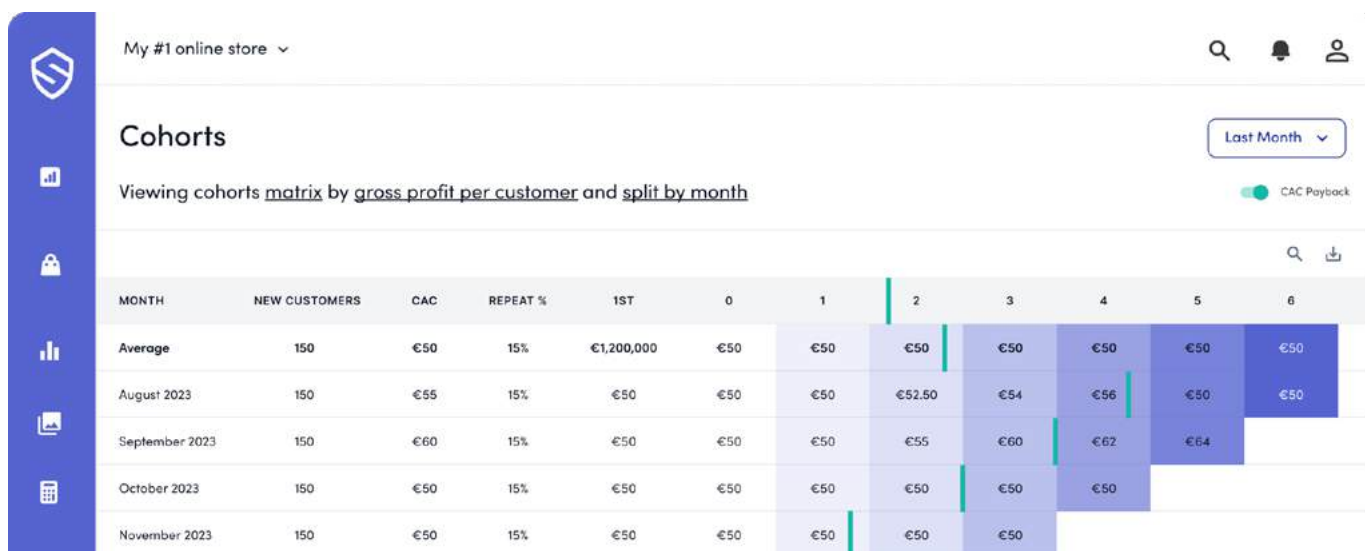 My #1 online store
Cohorts
Last Month
Viewing cohorts matrix by gross profit per customer and split by month
CAC Payback
MONTH NEW CUSTOMERS CAC REPEAT % 1ST 0 1 2 3 4 5 6
Average 150 €50 15% €1,200,000 €50 €50 €50 €50 €50 €50 €50
August 2023 150 €55 15% €50 €50 €50 €52.50 €54 €56 €50 €50
September 2023 150 €60 15% €50 €50 €50 €55 €60 €62 €64
October 2023 150 €50 15% €50 €50 €50 €50 €50 €50
November 2023 150 €50 15% €50 €50 €50 €50 €50